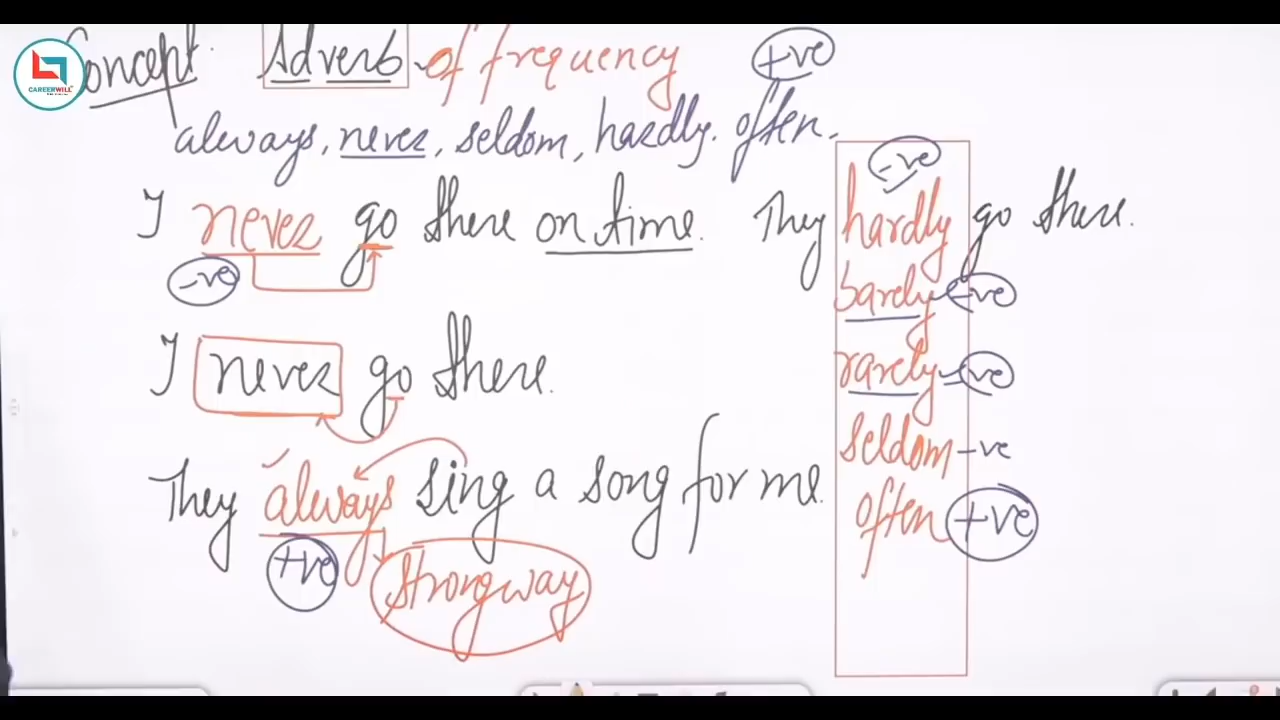 CAREERWILL
Concept. Adverb of frequency +ve
always, never, seldom, hardly. often.
-ve
I never go there on time. They hardly go there.
-ve
barely -ve
I never go there.
rarely -ve
seldom -ve
They always sing a song for me.
often +ve
+ve
strong way